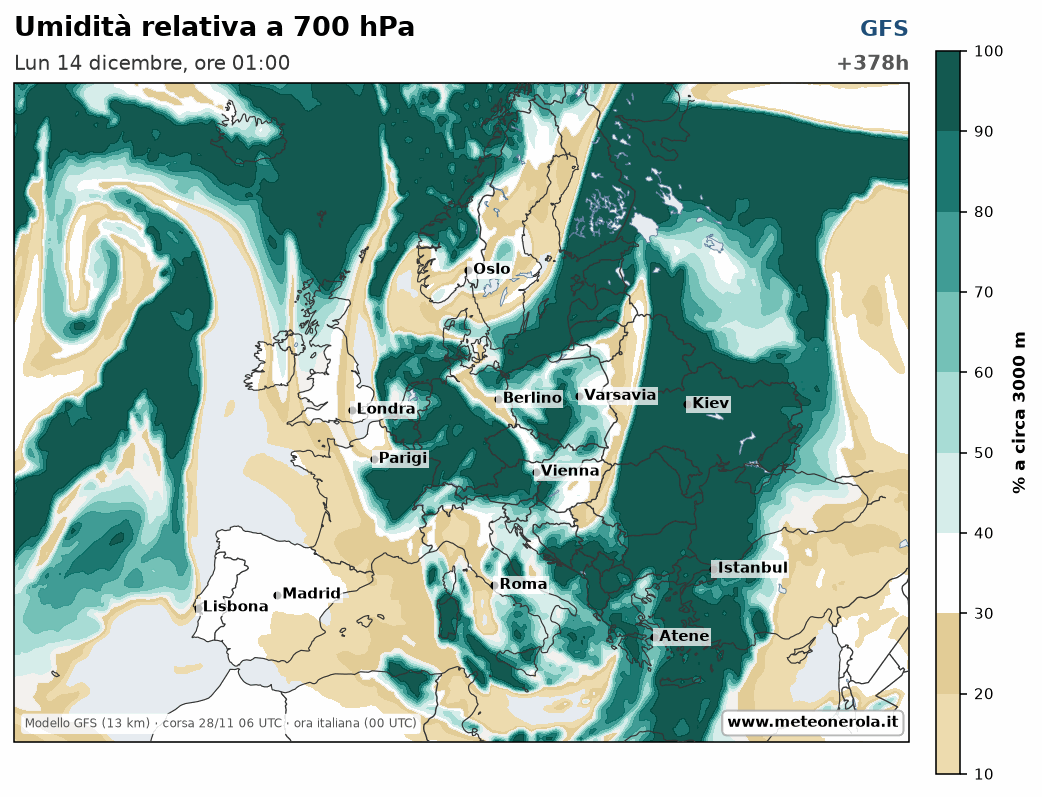 Umidità relativa a 700 hPa
GFS
Lun 14 dicembre, ore 01:00
+378h
100
90
80
70
60
50
40
30
20
10
% a circa 3000 m
Oslo
Berlino
Varsavia
Kiev
Londra
Parigi
Vienna
Istanbul
Roma
Madrid
Lisbona
Atene
Modello GFS (13 km) · corsa 28/11 06 UTC · ora italiana (00 UTC)
www.meteonerola.it